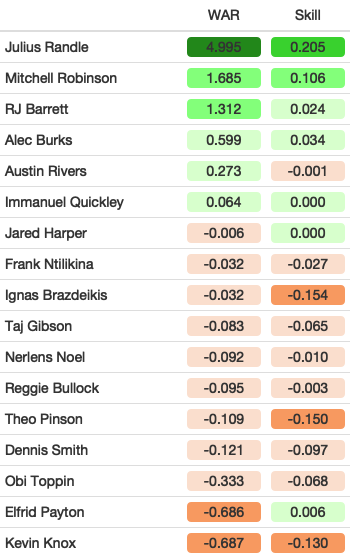 WAR Skill
Julius Randle 4.995 0.205
Mitchell Robinson 1.685 0.106
RJ Barrett 1.312 0.024
Alec Burks 0.599 0.034
Austin Rivers 0.273 -0.001
Immanuel Quickley 0.064 0.000
Jared Harper -0.006 0.000
Frank Ntilikina -0.032 -0.027
Ignas Brazdeikis -0.032 -0.154
Taj Gibson -0.083 -0.065
Nerlens Noel -0.092 -0.010
Reggie Bullock -0.095 -0.003
Theo Pinson -0.109 -0.150
Dennis Smith -0.121 -0.097
Obi Toppin -0.333 -0.068
Elfrid Payton -0.686 0.006
Kevin Knox -0.687 -0.130